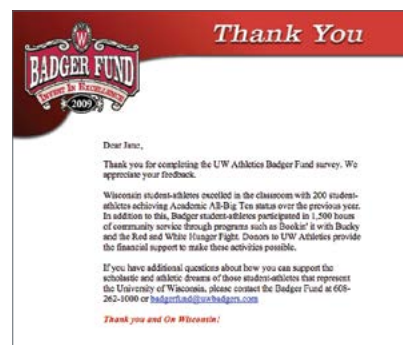 Thank You
W
BADGER FUND
INVEST IN EXCELLENCE
2009
Dear Jane,
Thank you for completing the UW Athletics Badger Fund survey. We
appreciate your feedback.
Wisconsin student-athletes excelled in the classroom with 200 student-
athletes achieving Academic All-Big Ten status over the previous year.
In addition to this, Badger student-athletes participated in 1,500 hours
of community service through programs such as Bookin' it with Bucky
and the Red and White Hunger Fight. Donors to UW Athletics provide
the financial support to make these activities possible.
If you have additional questions about how you can support the
scholastic and athletic dreams of those student-athletes that represent
the University of Wisconsin, please contact the Badger Fund at 608-
262-1000 or badgerfund@uwbadgers.com
Thank you and On Wisconsin!